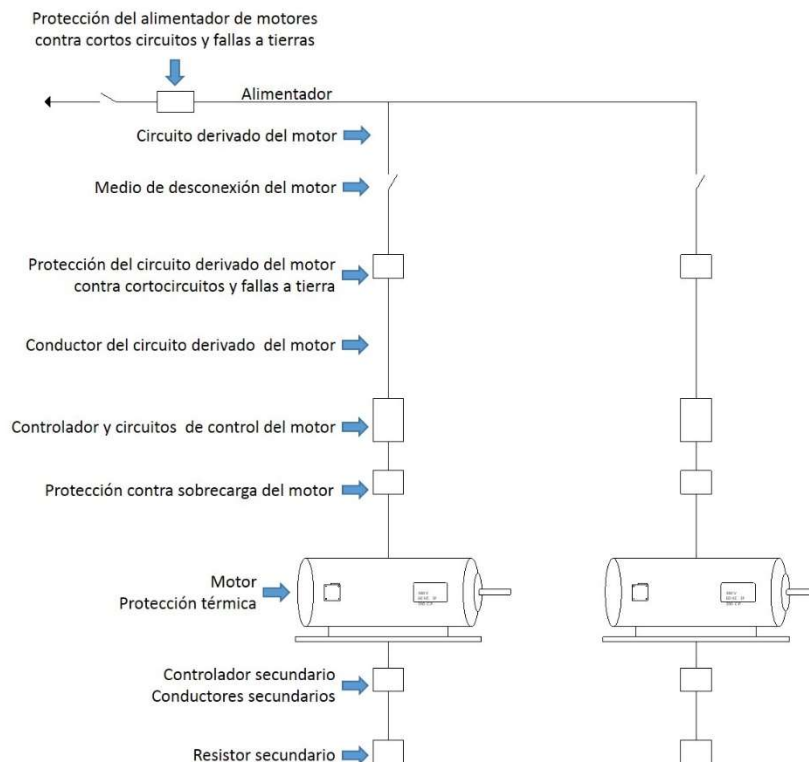 Protección del alimentador de motores
contra cortos circuitos y fallas a tierras
Alimentador
Circuito derivado del motor
Medio de desconexión del motor
Protección del circuito derivado del motor
contra cortocircuitos y fallas a tierra
Conductor del circuito derivado del motor
Controlador y circuitos de control del motor
Protección contra sobrecarga del motor
Motor
Protección térmica
Controlador secundario
Conductores secundarios
Resistor secundario